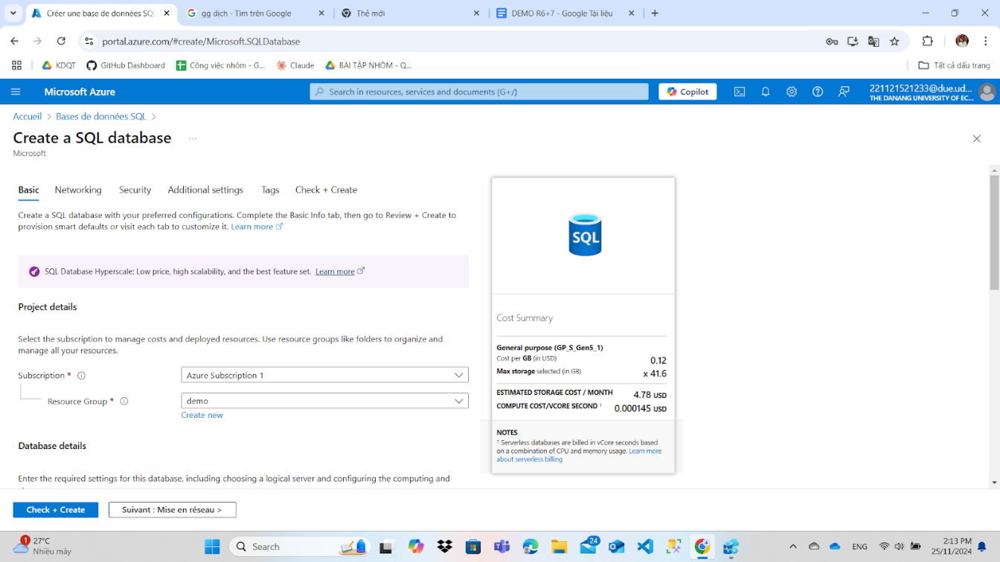 Créer une base de données SQL
gg dịch - Tìm trên Google
Thẻ mới
DEMO R6+7 - Google Tài liệu
portal.azure.com/#create/Microsoft.SQLDatabase
KDQT
GitHub Dashboard
Công việc nhóm - G...
Claude
BÀI TẬP NHÓM - Q...
Tất cả dấu trang
Microsoft Azure
Search in resources, services and documents (G+/)
Copilot
221121521233@due.ud...
THE DANANG UNIVERSITY OF EC...
Accueil > Bases de données SQL >
Create a SQL database ...
Microsoft
Basic Networking Security Additional settings Tags Check + Create
Create a SQL database with your preferred configurations. Complete the Basic Info tab, then go to Review + Create to
provision smart defaults or visit each tab to customize it. Learn more
SQL Database Hyperscale: Low price, high scalability, and the best feature set. Learn more
Project details
Select the subscription to manage costs and deployed resources. Use resource groups like folders to organize and
manage all your resources.
Subscription *
Azure Subscription 1
Resource Group *
demo
Create new
Database details
Enter the required settings for this database, including choosing a logical server and configuring the computing and
SQL
Cost Summary
General purpose (GP_S_Gen5_1)
Cost per GB (in USD) 0.12
Max storage selected (in GB) x 41.6
ESTIMATED STORAGE COST / MONTH 4.78 USD
COMPUTE COST/VCORE SECOND ¹ 0.000145 USD
NOTES
¹ Serverless databases are billed in vCore seconds based
on a combination of CPU and memory usage. Learn more
about serverless billing
Check + Create
Suivant : Mise en réseau >
1
27°C
Nhiều mây
Search
24
ENG
2:13 PM
25/11/2024